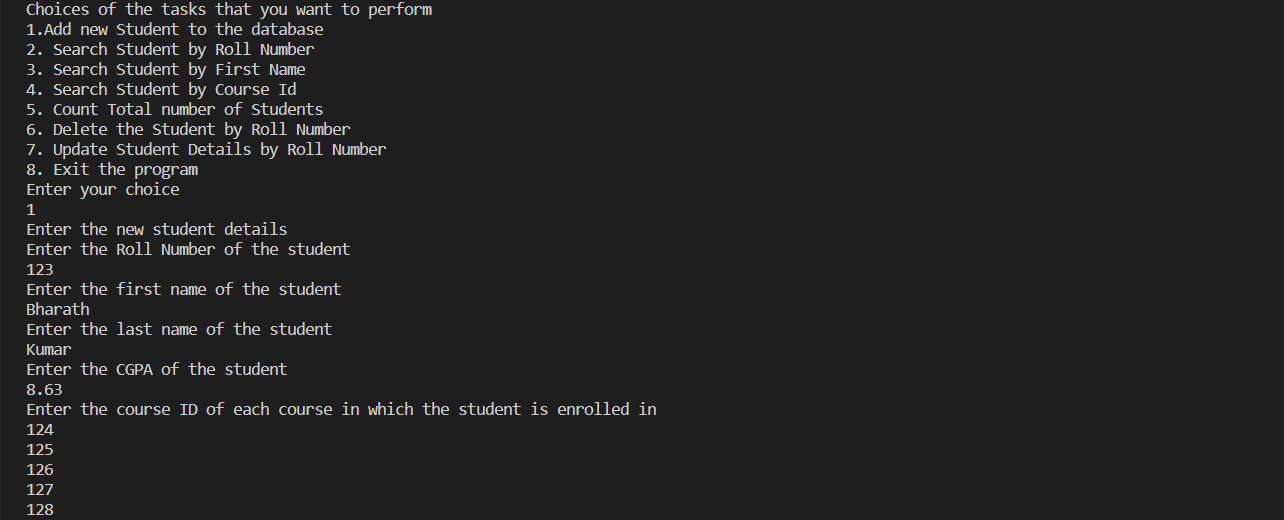 Choices of the tasks that you want to perform
1.Add new Student to the database
2. Search Student by Roll Number
3. Search Student by First Name
4. Search Student by Course Id
5. Count Total number of Students
6. Delete the Student by Roll Number
7. Update Student Details by Roll Number
8. Exit the program
Enter your choice
1
Enter the new student details
Enter the Roll Number of the student
123
Enter the first name of the student
Bharath
Enter the last name of the student
Kumar
Enter the CGPA of the student
8.63
Enter the course ID of each course in which the student is enrolled in
124
125
126
127
128